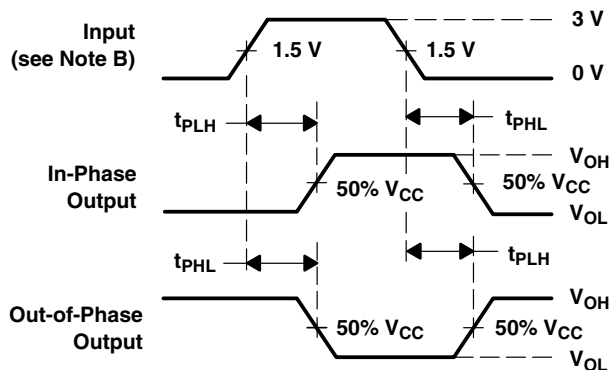 Input
(see Note B)
1.5 V
1.5 V
3 V
0 V
tPLH
tPHL
In-Phase
Output
50% VCC
VOH
50% VCC
VOL
tPHL
tPLH
Out-of-Phase
Output
50% VCC
VOH
50% VCC
VOL